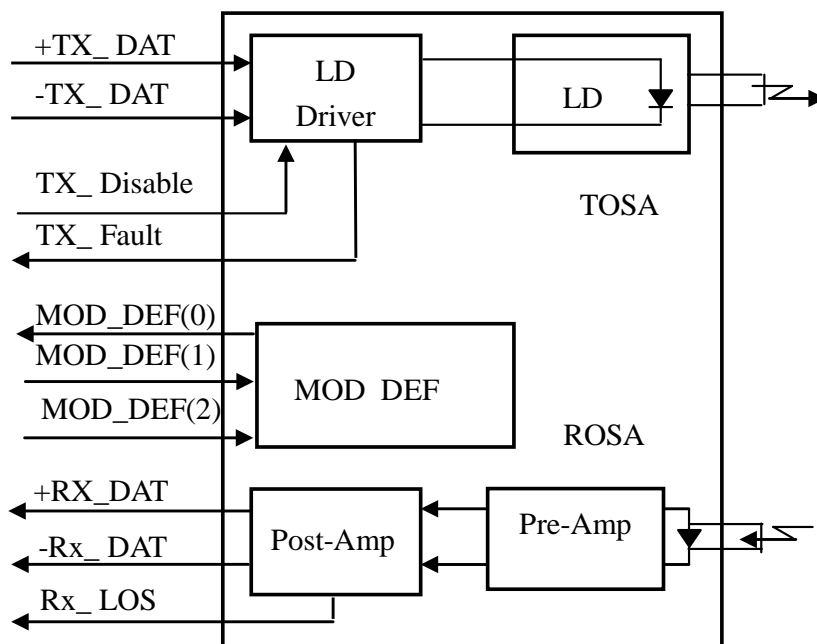 +TX_ DAT
-TX_ DAT
TX_ Disable
TX_ Fault
LD
Driver
LD
TOSA
MOD_DEF(0)
MOD_DEF(1)
MOD_DEF(2)
MOD DEF
ROSA
+RX_DAT
-Rx_ DAT
Rx_ LOS
Post-Amp
Pre-Amp